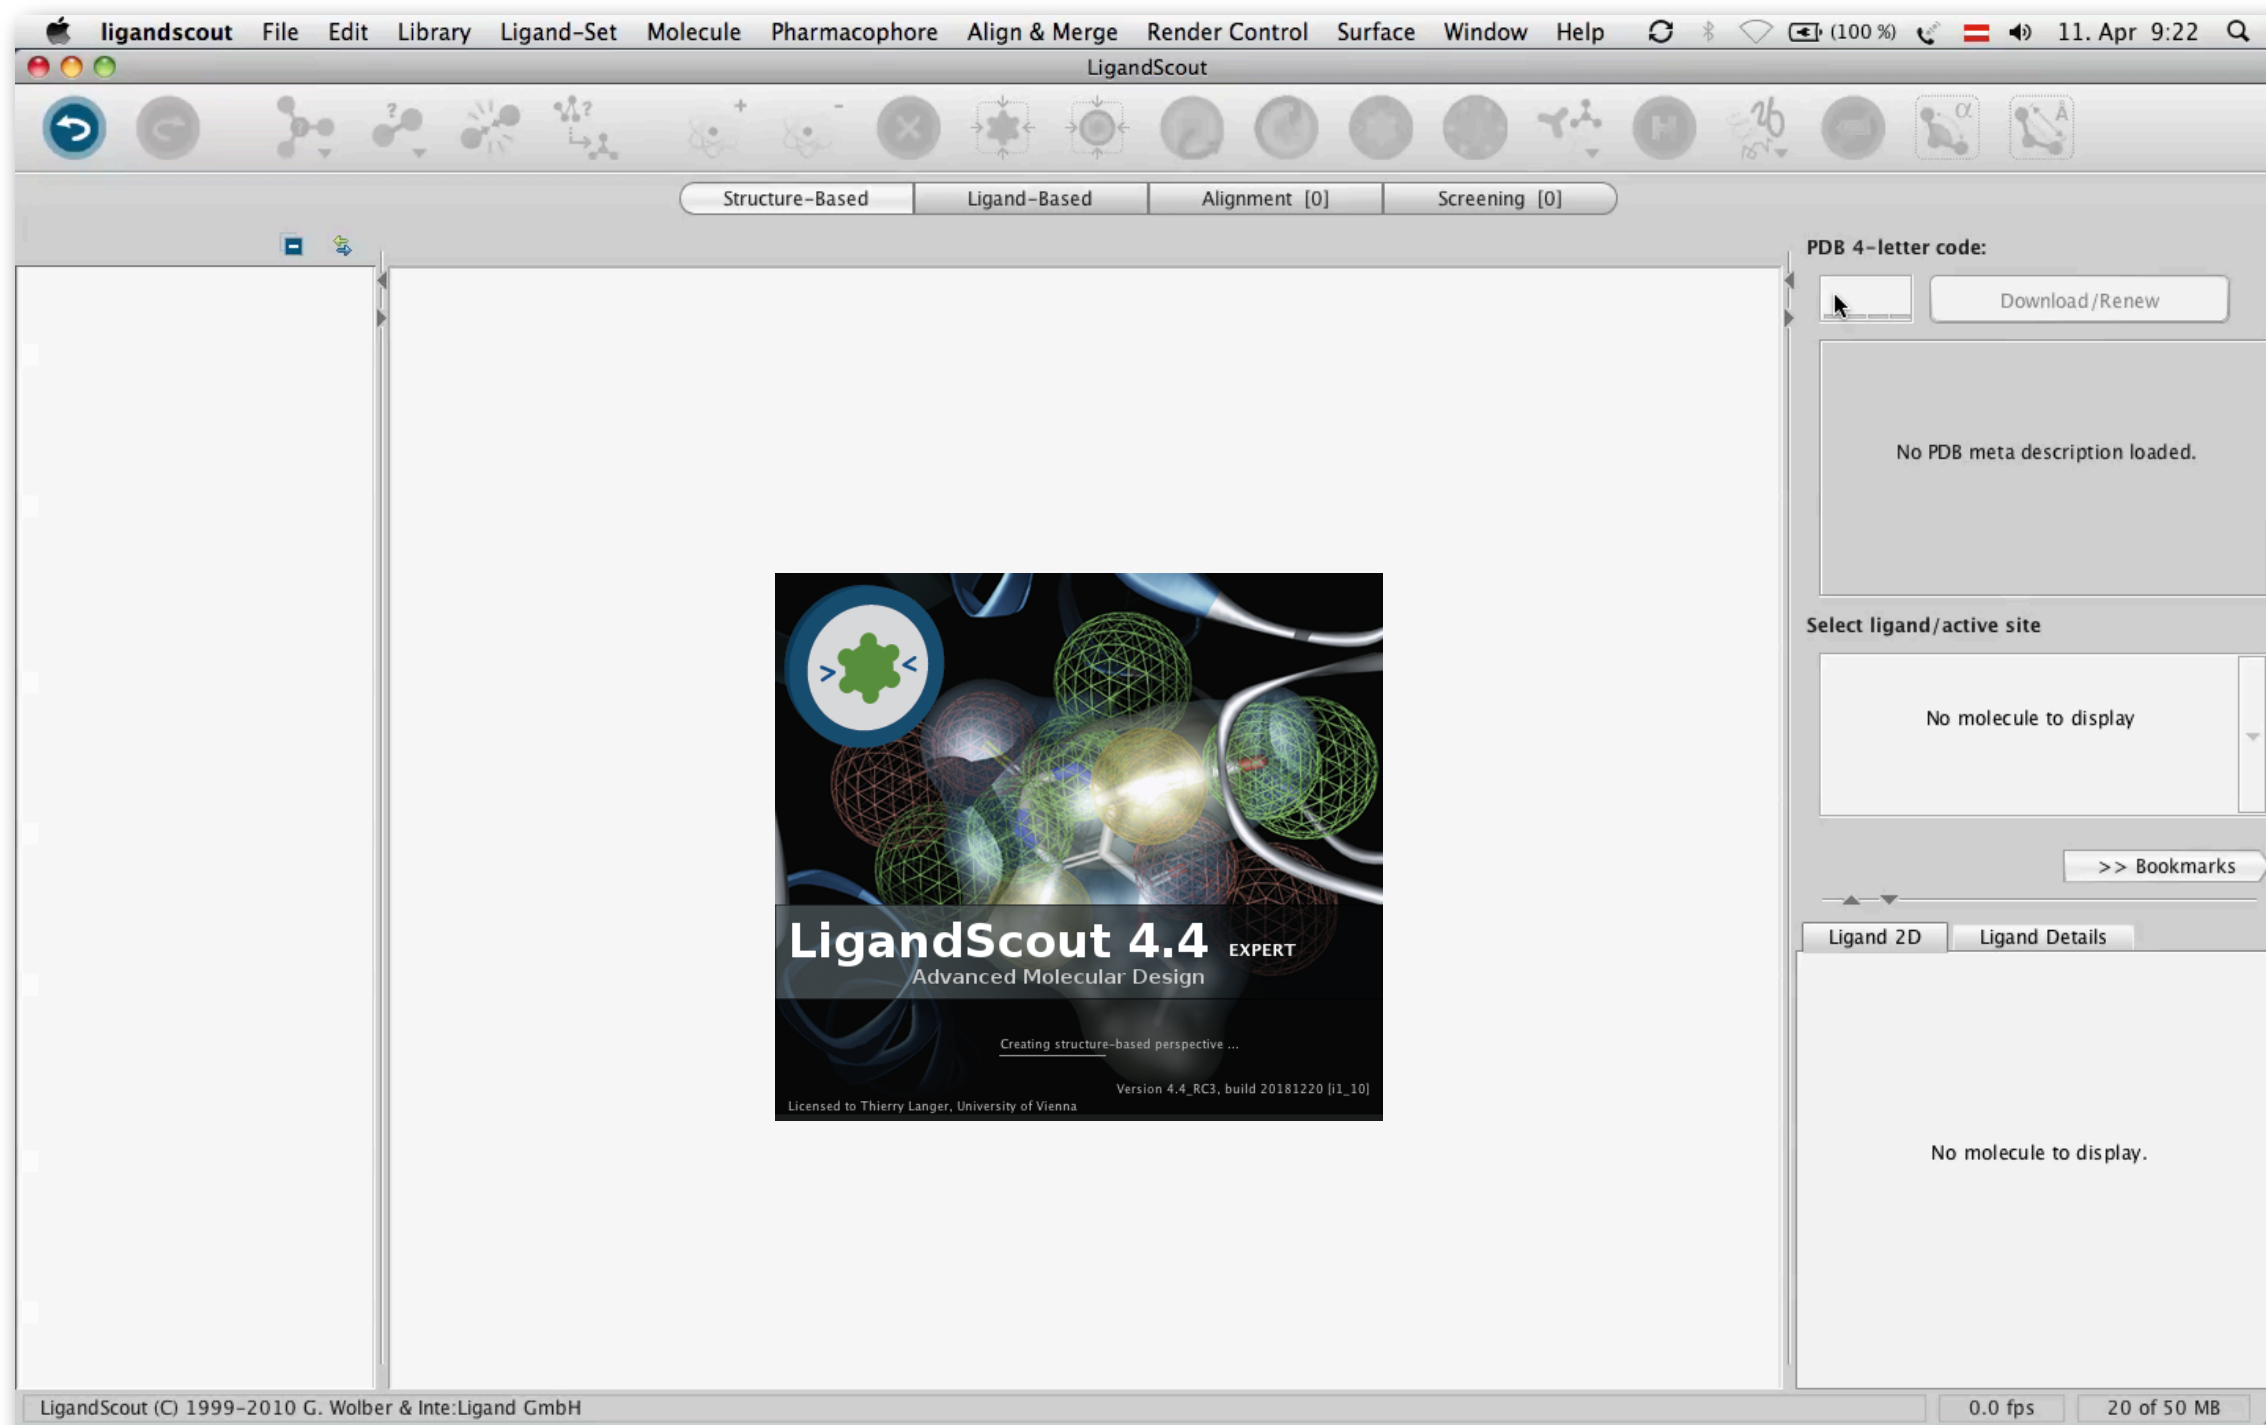 ligandscout File Edit Library Ligand-Set Molecule Pharmacophore Align & Merge Render Control Surface Window Help (100 %) 11. Apr 9:22
LigandScout
Structure-Based Ligand-Based Alignment [0] Screening [0]
PDB 4-letter code:
Download/Renew
No PDB meta description loaded.
Select ligand/active site
No molecule to display
>> Bookmarks
Ligand 2D Ligand Details
No molecule to display.
LigandScout 4.4 EXPERT
Advanced Molecular Design
Creating structure-based perspective ...
Version 4.4_RC3, build 20181220 [i1_10]
Licensed to Thierry Langer, University of Vienna
LigandScout (C) 1999-2010 G. Wolber & Inte:Ligand GmbH 0.0 fps 20 of 50 MB